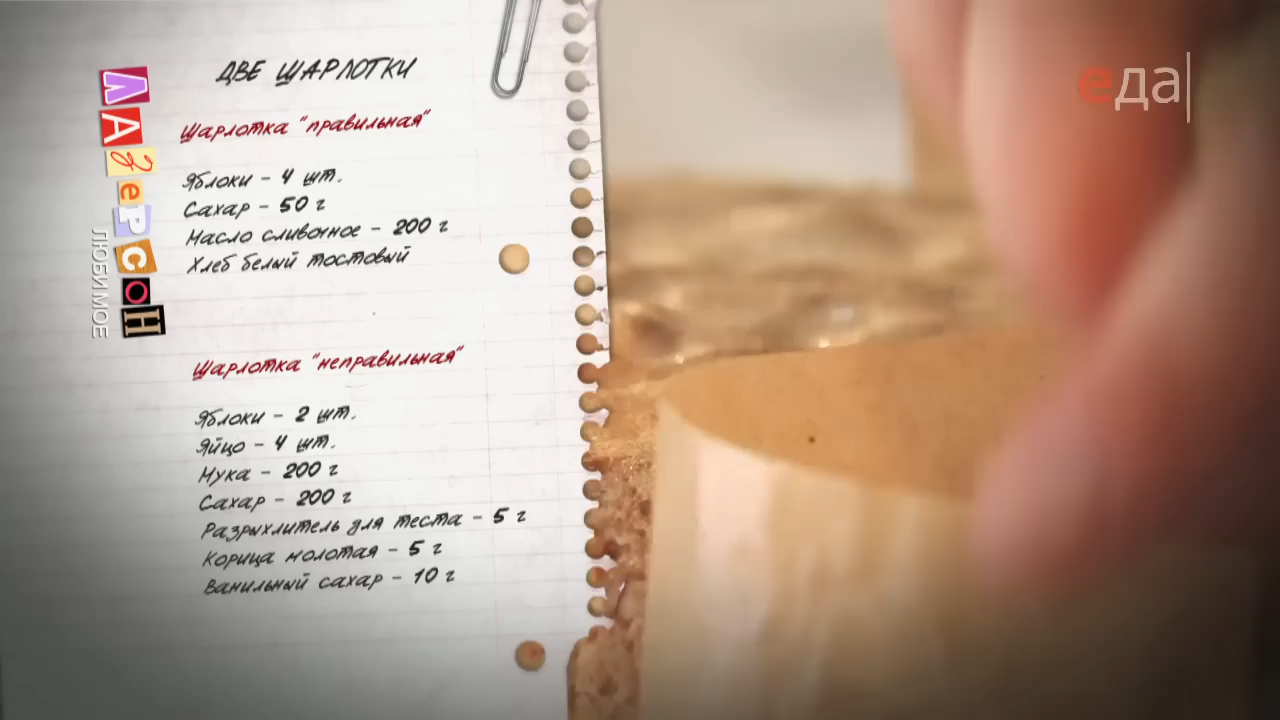 ДВЕ ШАРЛОТКИ
Шарлотка "правильная"
Яблоки - 4 шт.
Сахар - 50 г
Масло сливочное - 200 г
Хлеб белый тостовый
Шарлотка "неправильная"
Яблоки - 2 шт.
Яйцо - 4 шт.
Мука - 200 г
Сахар - 200 г
Разрыхлитель для теста - 5 г
Корица молотая - 5 г
Ванильный сахар - 10 г
ЛАЗерСОН
ЛЮБИМОЕ
еда